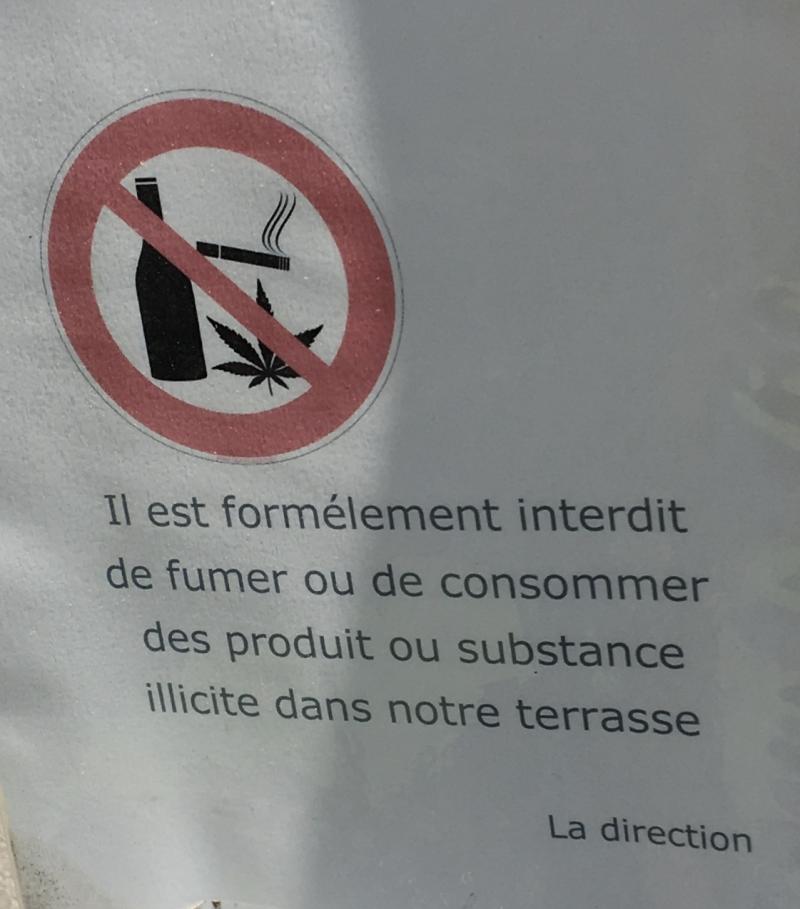 Il est formélement interdit
de fumer ou de consommer
des produit ou substance
illicite dans notre terrasse
La direction